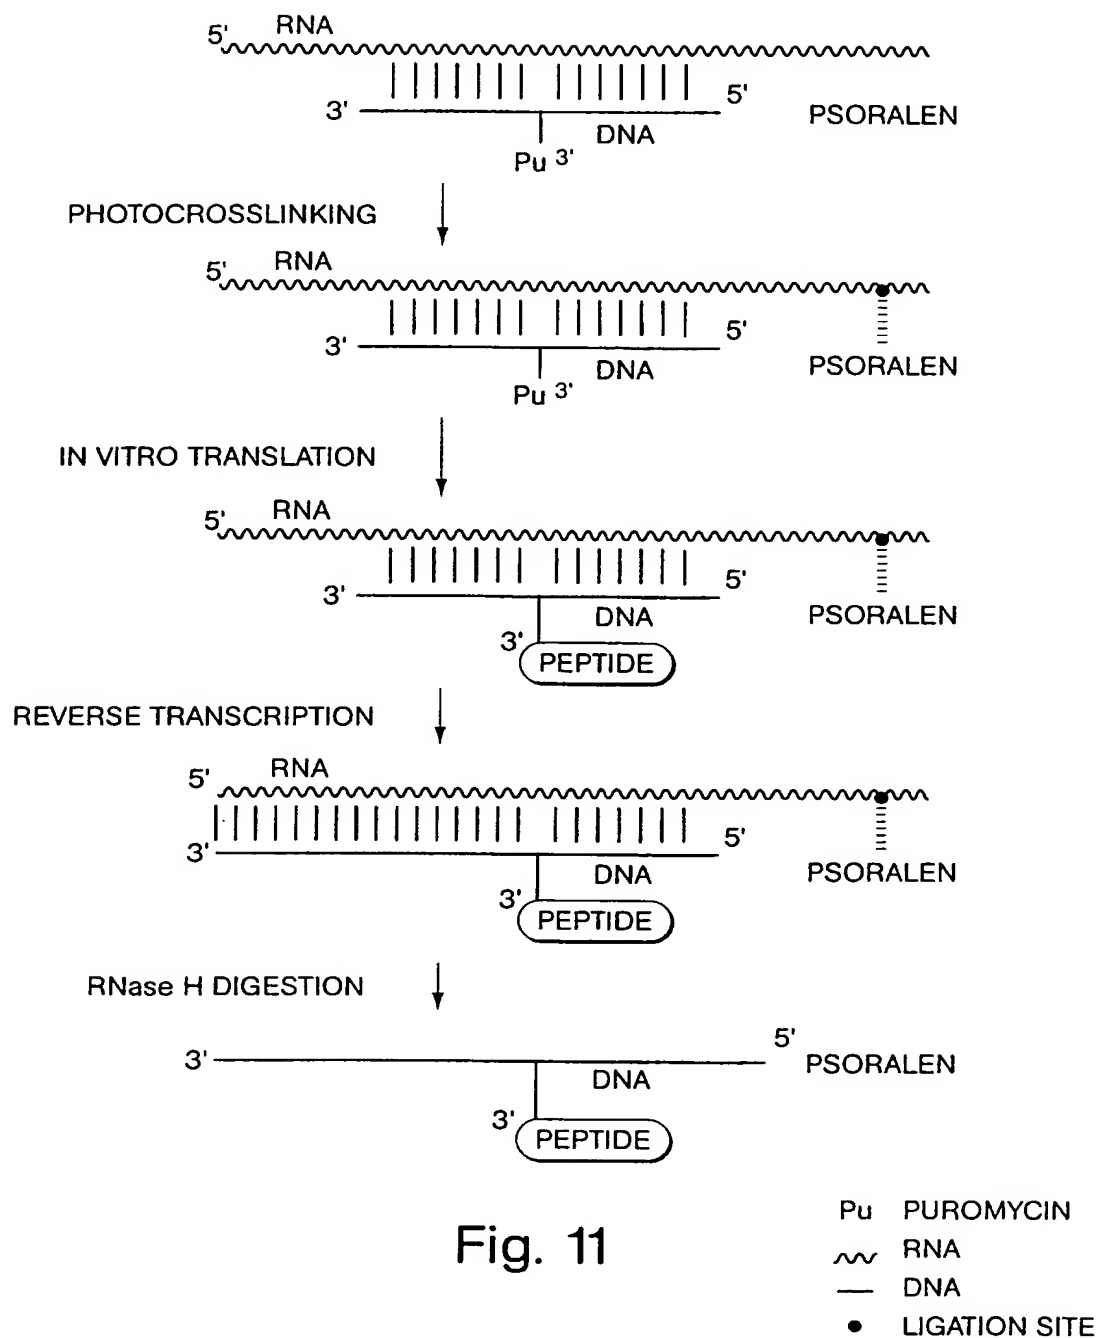 5' RNA
3' 5'
PSORALEN
DNA
Pu 3'
PHOTOCROSSLINKING
5' RNA
3' 5'
PSORALEN
DNA
Pu 3'
IN VITRO TRANSLATION
5' RNA
3' 5'
PSORALEN
DNA
3'
PEPTIDE
REVERSE TRANSCRIPTION
5' RNA
3' 5'
PSORALEN
DNA
3'
PEPTIDE
RNase H DIGESTION
3' 5'
PSORALEN
DNA
3'
PEPTIDE
Fig. 11
Pu PUROMYCIN
RNA
DNA
LIGATION SITE